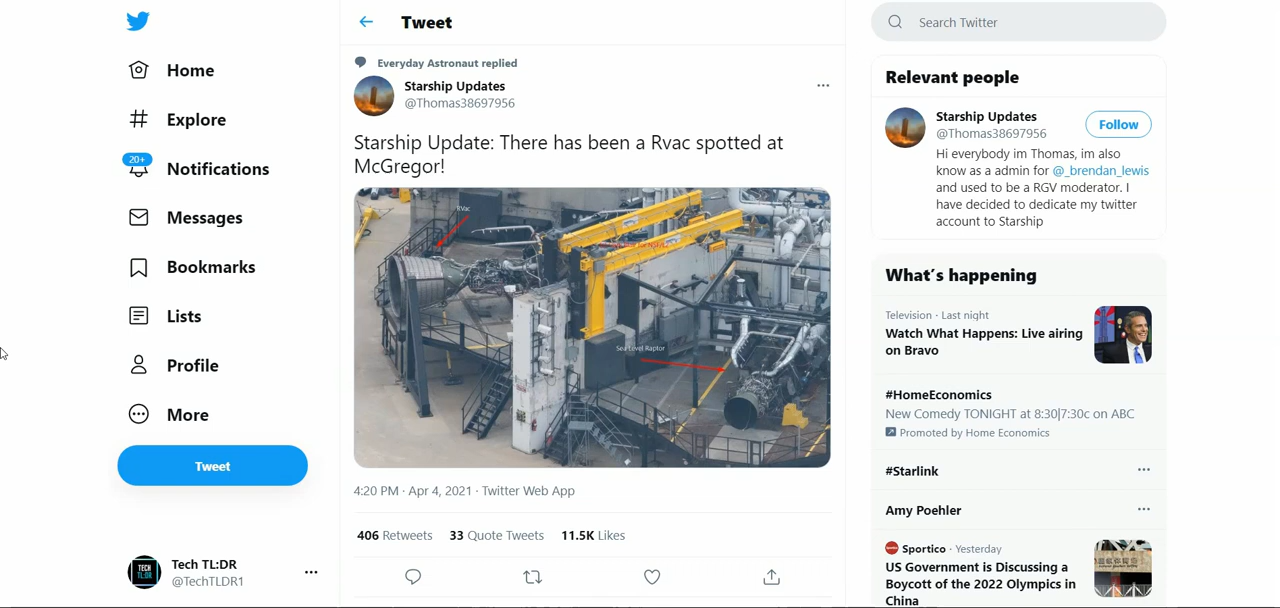 Home
Explore
20+
Notifications
Messages
Bookmarks
Lists
Profile
More
Tweet
Tech TL:DR
@TechTLDR1
TECH
TL:DR
Tweet
Everyday Astronaut replied
Starship Updates
@Thomas38697956
Starship Update: There has been a Rvac spotted at
McGregor!
RVac
Sea Level Raptor
4:20 PM · Apr 4, 2021 · Twitter Web App
406 Retweets 33 Quote Tweets 11.5K Likes
Search Twitter
Relevant people
Starship Updates
@Thomas38697956
Follow
Hi everybody im Thomas, im also
know as a admin for @_brendan_lewis
and used to be a RGV moderator. I
have decided to dedicate my twitter
account to Starship
What's happening
Television · Last night
Watch What Happens: Live airing
on Bravo
#HomeEconomics
New Comedy TONIGHT at 8:30|7:30c on ABC
Promoted by Home Economics
#Starlink
Amy Poehler
Sportico · Yesterday
US Government is Discussing a
Boycott of the 2022 Olympics in
China